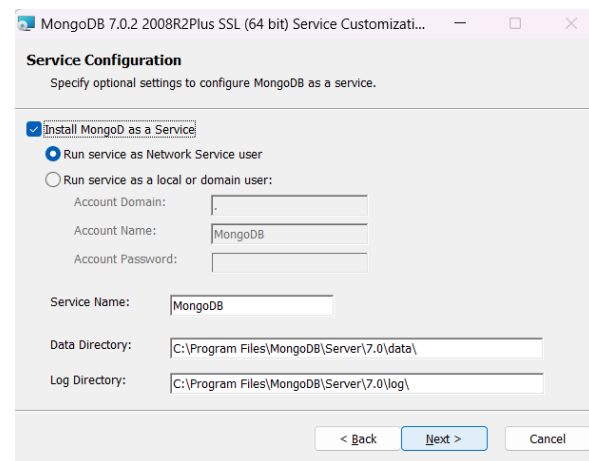 MongoDB 7.0.2 2008R2Plus SSL (64 bit) Service Customizati...
Service Configuration
Specify optional settings to configure MongoDB as a service.
Install MongoD as a Service
Run service as Network Service user
Run service as a local or domain user:
Account Domain: .
Account Name: MongoDB
Account Password:
Service Name: MongoDB
Data Directory: C:\Program Files\MongoDB\Server\7.0\data\
Log Directory: C:\Program Files\MongoDB\Server\7.0\log\
< Back Next > Cancel